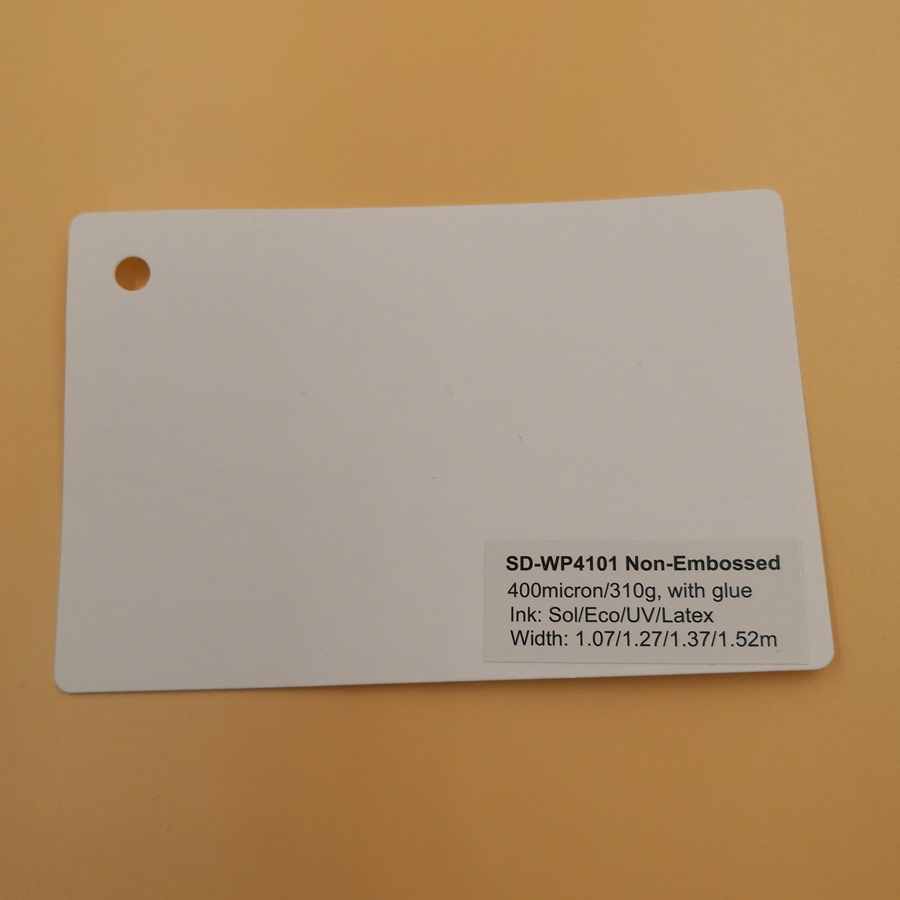 SD-WP4101 Non-Embossed
400micron/310g, with glue
Ink: Sol/Eco/UV/Latex
Width: 1.07/1.27/1.37/1.52m